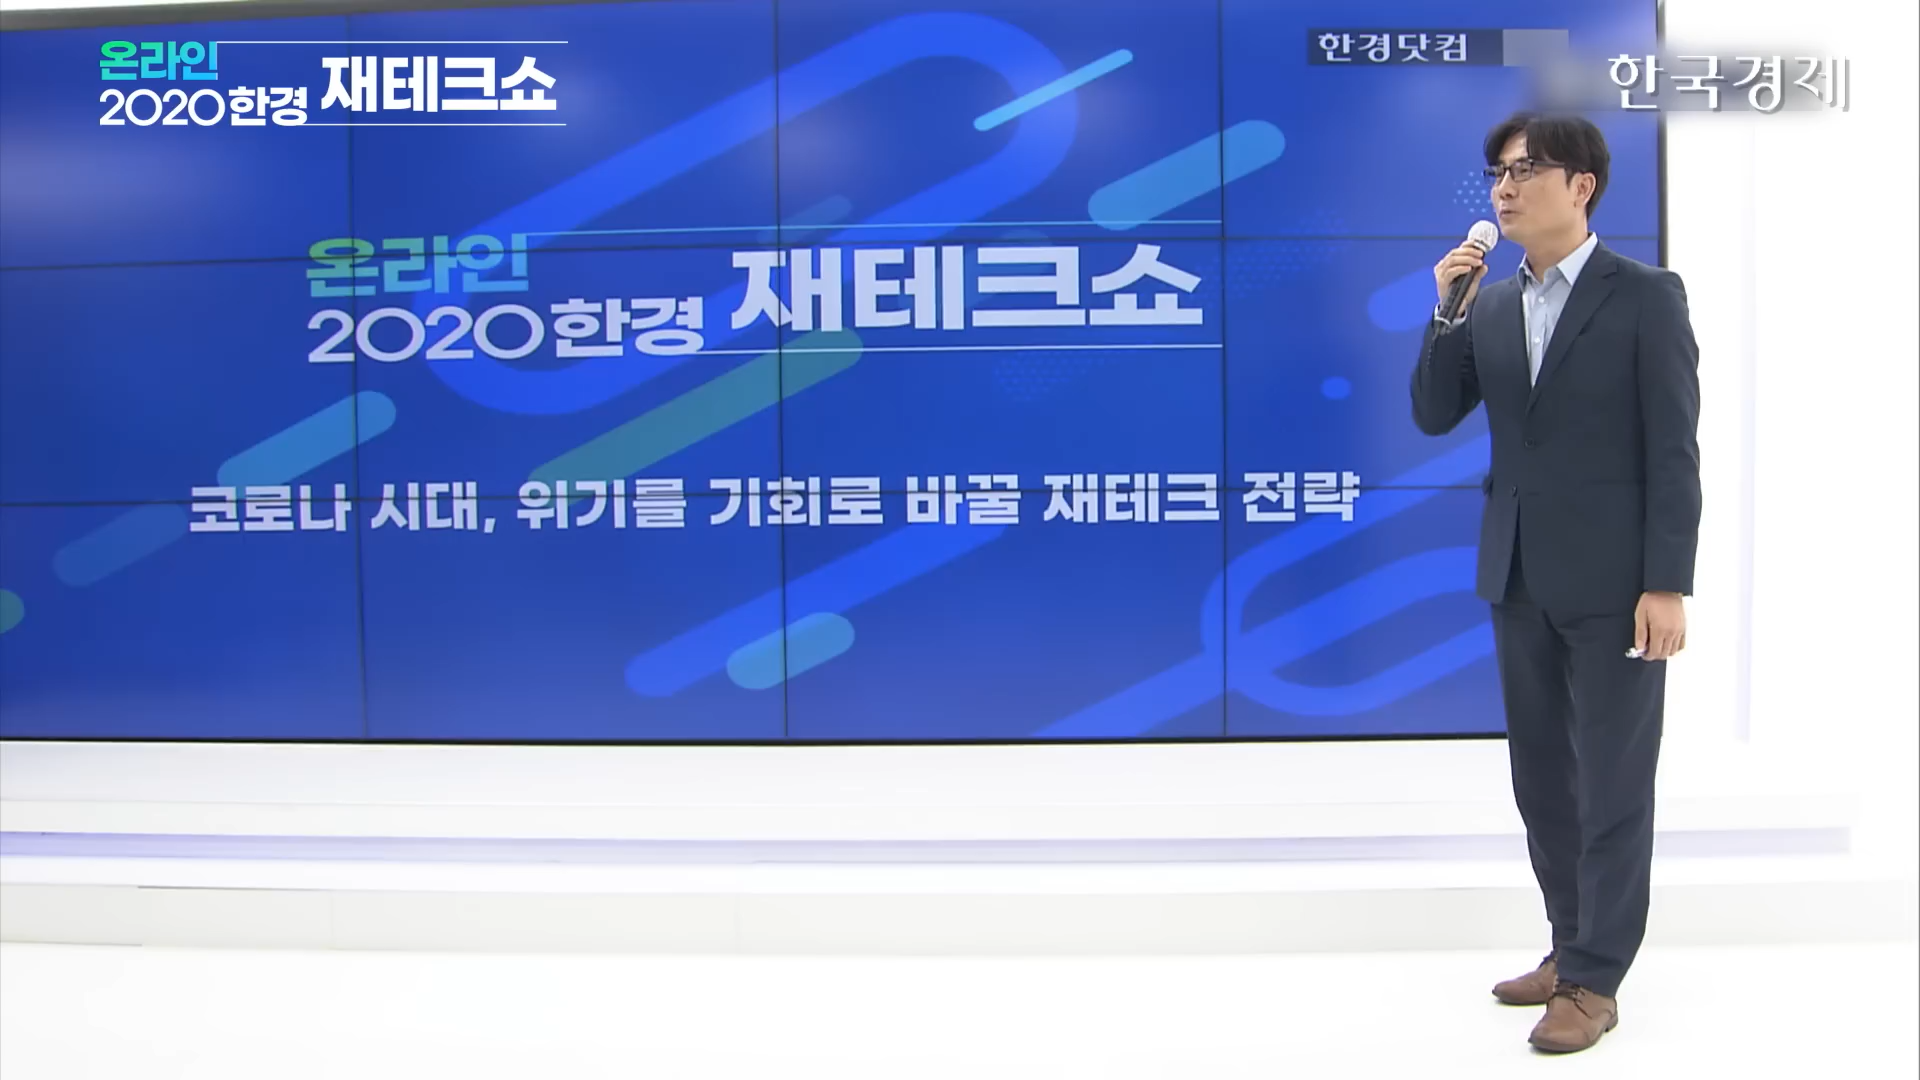 온라인
2020한경 재테크쇼
한경닷컴
한국경제
온라인
2020한경 재테크쇼
코로나 시대, 위기를 기회로 바꿀 재테크 전략